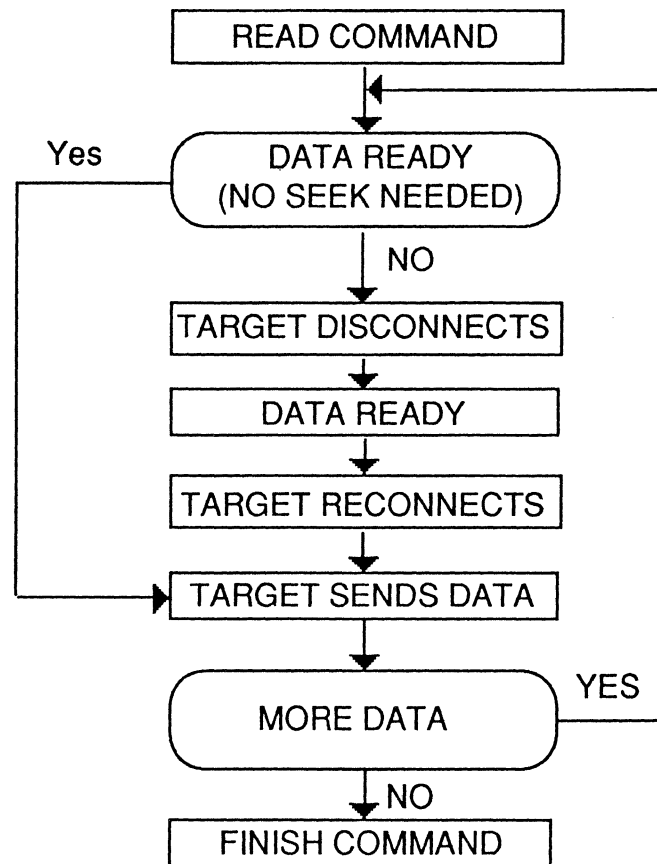 READ COMMAND
Yes
DATA READY
(NO SEEK NEEDED)
NO
TARGET DISCONNECTS
DATA READY
TARGET RECONNECTS
TARGET SENDS DATA
YES
MORE DATA
NO
FINISH COMMAND